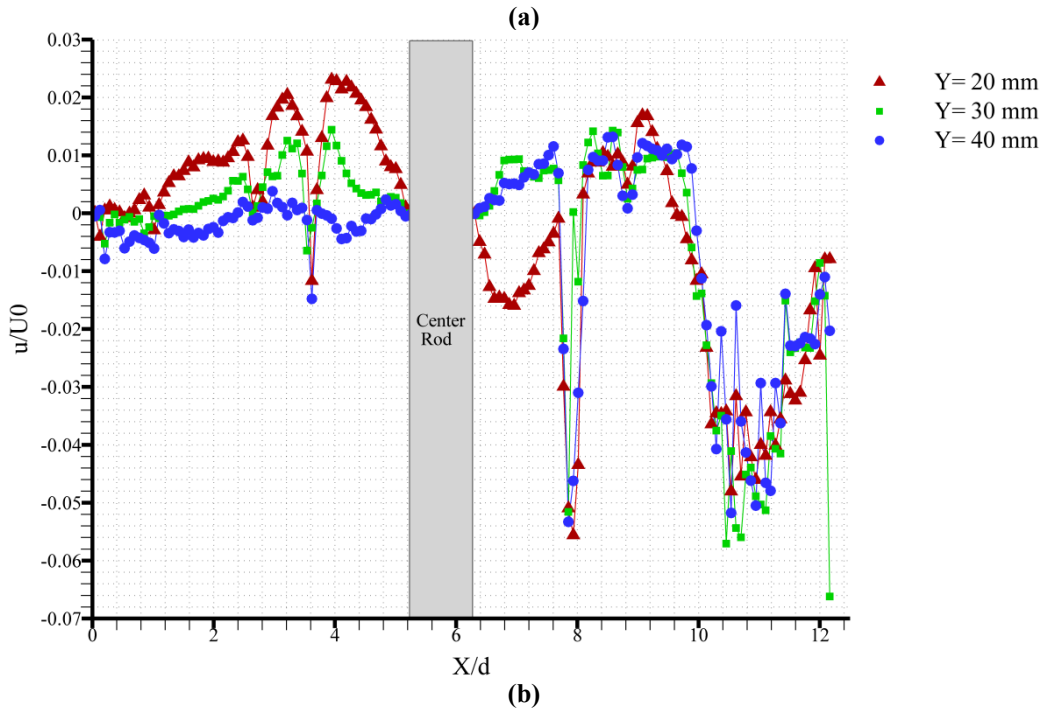 (a)
0.03
0.02
0.01
0
-0.01
-0.02
-0.03
-0.04
-0.05
-0.06
-0.07
u/U0
Center
Rod
Y= 20 mm
Y= 30 mm
Y= 40 mm
0 2 4 6 8 10 12
X/d
(b)